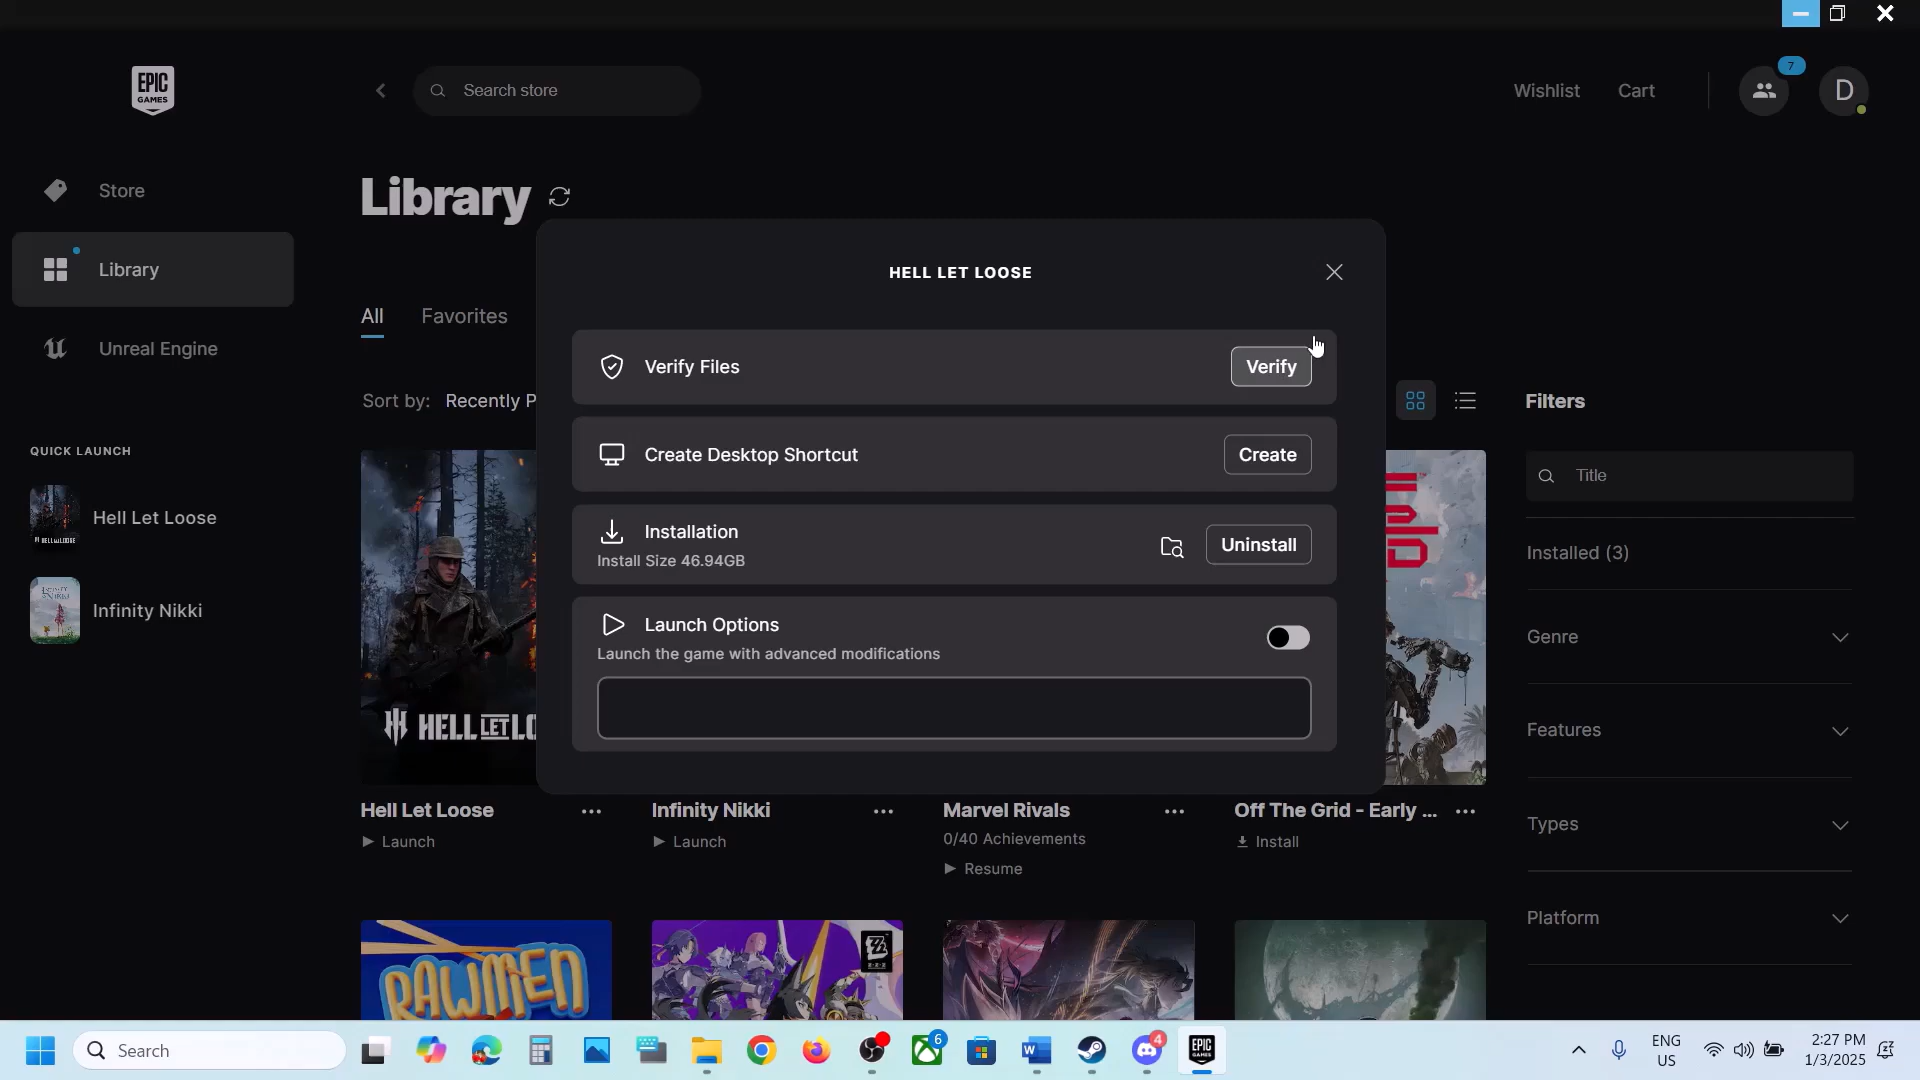 EPIC
GAMES
Search store
Wishlist
Cart
7
D
Store
Library
Unreal Engine
QUICK LAUNCH
Hell Let Loose
Infinity Nikki
Library
All
Favorites
Sort by:
Recently P
HELL LET LOOSE
Verify Files
Verify
Create Desktop Shortcut
Create
Installation
Install Size 46.94GB
Uninstall
Launch Options
Launch the game with advanced modifications
Filters
Title
Installed (3)
Genre
Features
Types
Platform
HELL LET LO
Hell Let Loose
Launch
Infinity Nikki
Launch
Marvel Rivals
0/40 Achievements
Resume
Off The Grid - Early ...
Install
RAWMEN
Search
6
4
EPIC
GAMES
ENG
US
2:27 PM
1/3/2025